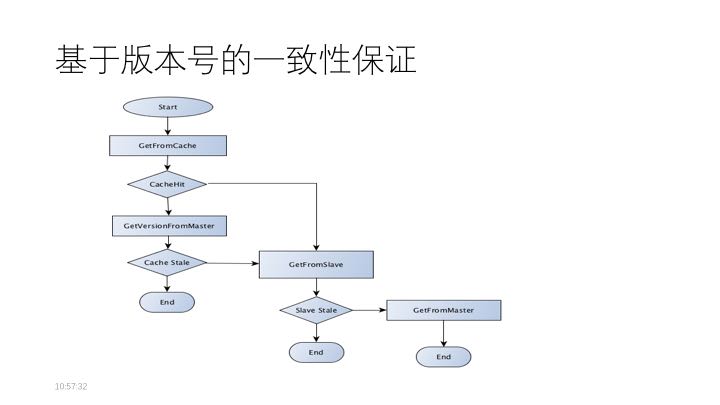 基于版本号的一致性保证
Start
GetFromCache
CacheHit
GetVersionFromMaster
Cache Stale
GetFromSlave
End
Slave Stale
GetFromMaster
End
End
10:57:32